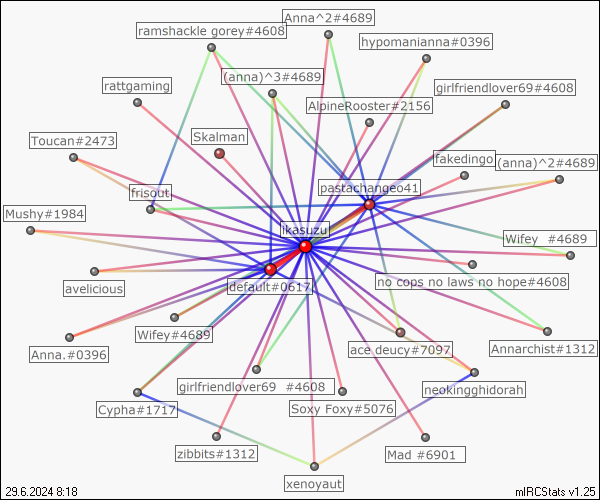 Anna^2#4689
ramshackle gorey#4608
hypomanianna#0396
(anna)^3#4689
rattgaming
girlfriendlover69#4608
AlpineRooster#2156
Skalman
Toucan#2473
fakedingo
(anna)^2#4689
pastachangeo41
frisout
Mushy#1984
ikasuzu
Wifey #4689
no cops no laws no hope#4608
avelicious
default#0617
Wifey#4689
Annarchist#1312
ace deucy#7097
Anna.#0396
girlfriendlover69 #4608
neokingghidorah
Cypha#1717
Soxy Foxy#5076
zibbits#1312
Mad #6901
xenoyaut
29.6.2024 8:18
mIRCStats v1.25